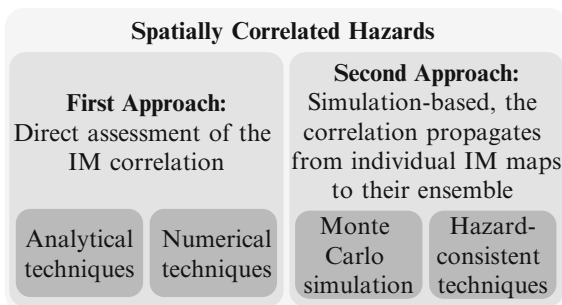 Spatially Correlated Hazards
First Approach:
Direct assessment of the
IM correlation
Analytical
techniques
Numerical
techniques
Second Approach:
Simulation-based, the
correlation propagates
from individual IM maps
to their ensemble
Monte
Carlo
simulation
Hazard-
consistent
techniques